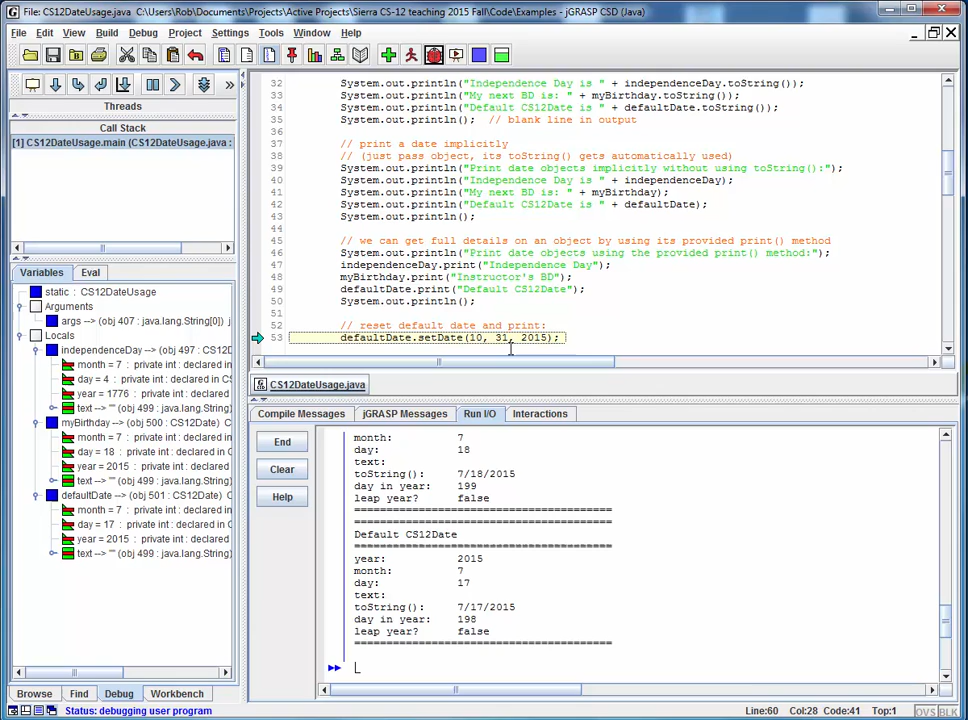 File: CS12DateUsage.java  C:\Users\Rob\Documents\Projects\Active Projects\Sierra CS-12 teaching 2015 Fall\Code\Examples - jGRASP CSD (Java)
File Edit View Build Debug Project Settings Tools Window Help
Threads
Call Stack
[1] CS12DateUsage.main (CS12DateUsage.java :
Variables Eval
static : CS12DateUsage
Arguments
args --> (obj 407 : java.lang.String[0])
Locals
independenceDay --> (obj 497 : CS12D
month = 7 : private int : declared in C
day = 4 : private int : declared in CS
year = 1776 : private int : declared
text --> "" (obj 499 : java.lang.String)
myBirthday --> (obj 500 : CS12Date) C
month = 7 : private int : declared in C
day = 18 : private int : declared in C
year = 2015 : private int : declared
text --> "" (obj 499 : java.lang.String)
defaultDate --> (obj 501 : CS12Date) C
month = 7 : private int : declared in C
day = 17 : private int : declared in C
year = 2015 : private int : declared
text --> "" (obj 499 : java.lang.String)
Browse Find Debug Workbench
32 System.out.println("Independence Day is " + independenceDay.toString());
33 System.out.println("My next BD is: " + myBirthday.toString());
34 System.out.println("Default CS12Date is " + defaultDate.toString());
35 System.out.println();  // blank line in output
36
37 // print a date implicitly
38 // (just pass object, its toString() gets automatically used)
39 System.out.println("Print date objects implicitly without using toString():");
40 System.out.println("Independence Day is " + independenceDay);
41 System.out.println("My next BD is: " + myBirthday);
42 System.out.println("Default CS12Date is " + defaultDate);
43 System.out.println();
44
45 // we can get full details on an object by using its provided print() method
46 System.out.println("Print date objects using the provided print() method:");
47 independenceDay.print("Independence Day");
48 myBirthday.print("Instructor's BD");
49 defaultDate.print("Default CS12Date");
50 System.out.println();
51
52 // reset default date and print:
53 defaultDate.setDate(10, 31, 2015);
CS12DateUsage.java
Compile Messages jGRASP Messages Run I/O Interactions
End
Clear
Help
month: 7
day: 18
text:
toString(): 7/18/2015
day in year: 199
leap year? false
========================================
========================================
Default CS12Date
========================================
year: 2015
month: 7
day: 17
text:
toString(): 7/17/2015
day in year: 198
leap year? false
========================================
Status: debugging user program
Line:60 Col:28 Code:41 Top:1 OVS BLK